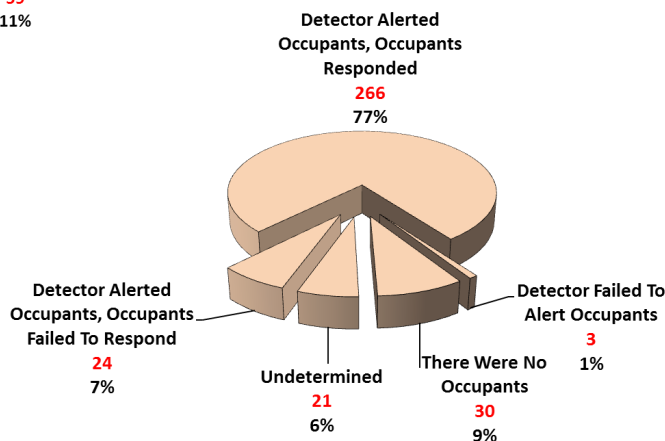 11%
Detector Alerted
Occupants, Occupants
Responded
266
77%
Detector Alerted
Occupants, Occupants
Failed To Respond
24
7%
Undetermined
21
6%
There Were No
Occupants
30
9%
Detector Failed To
Alert Occupants
3
1%